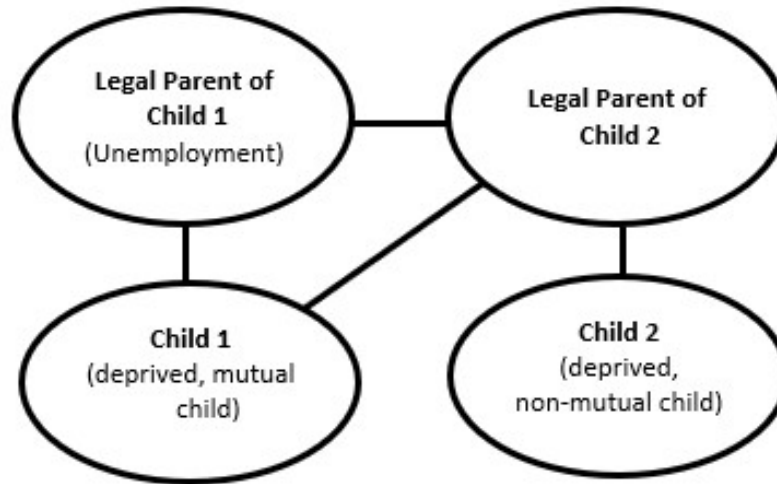 Legal Parent of
Child 1
(Unemployment)
Legal Parent of
Child 2
Child 1
(deprived, mutual
child)
Child 2
(deprived,
non-mutual child)